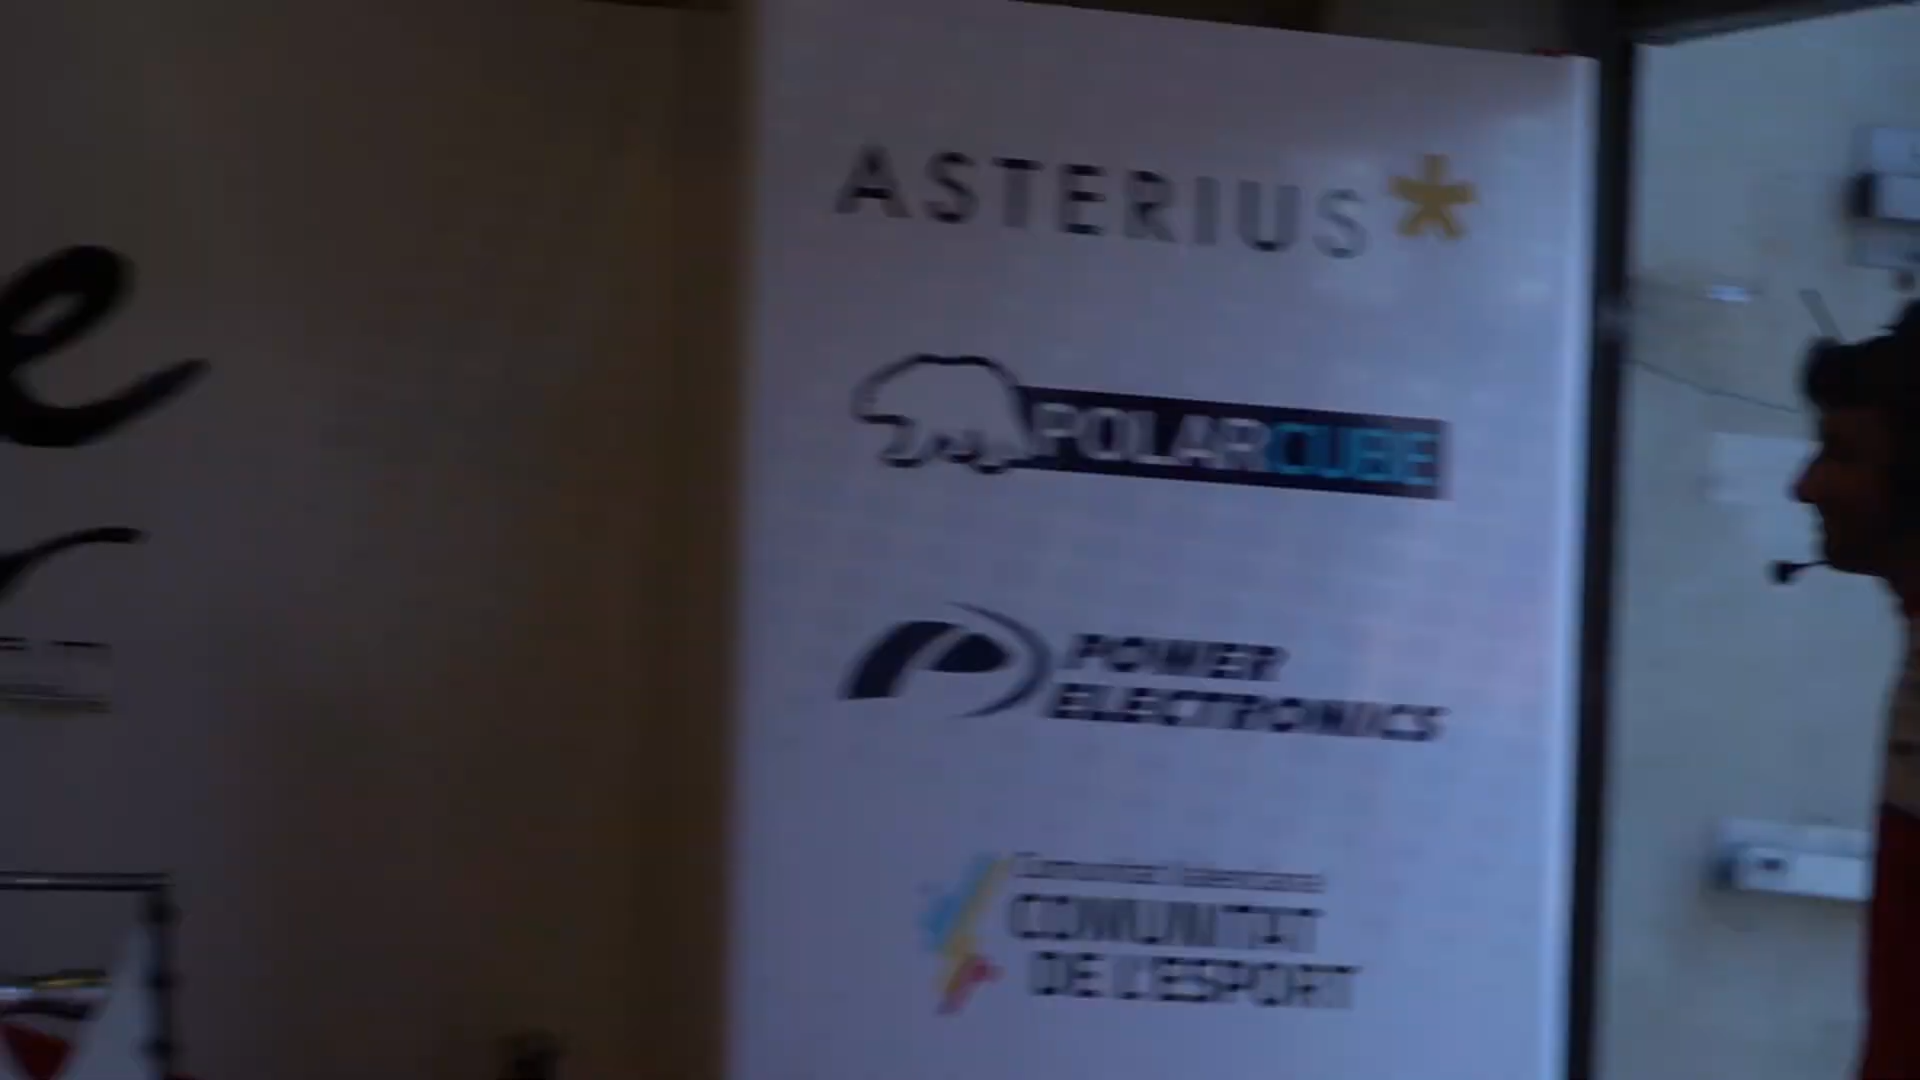 e
r
ASTERIUS*
POLARCUBE
POWER
ELECTRONICS
COMUNITAT
DE L'ESPORT